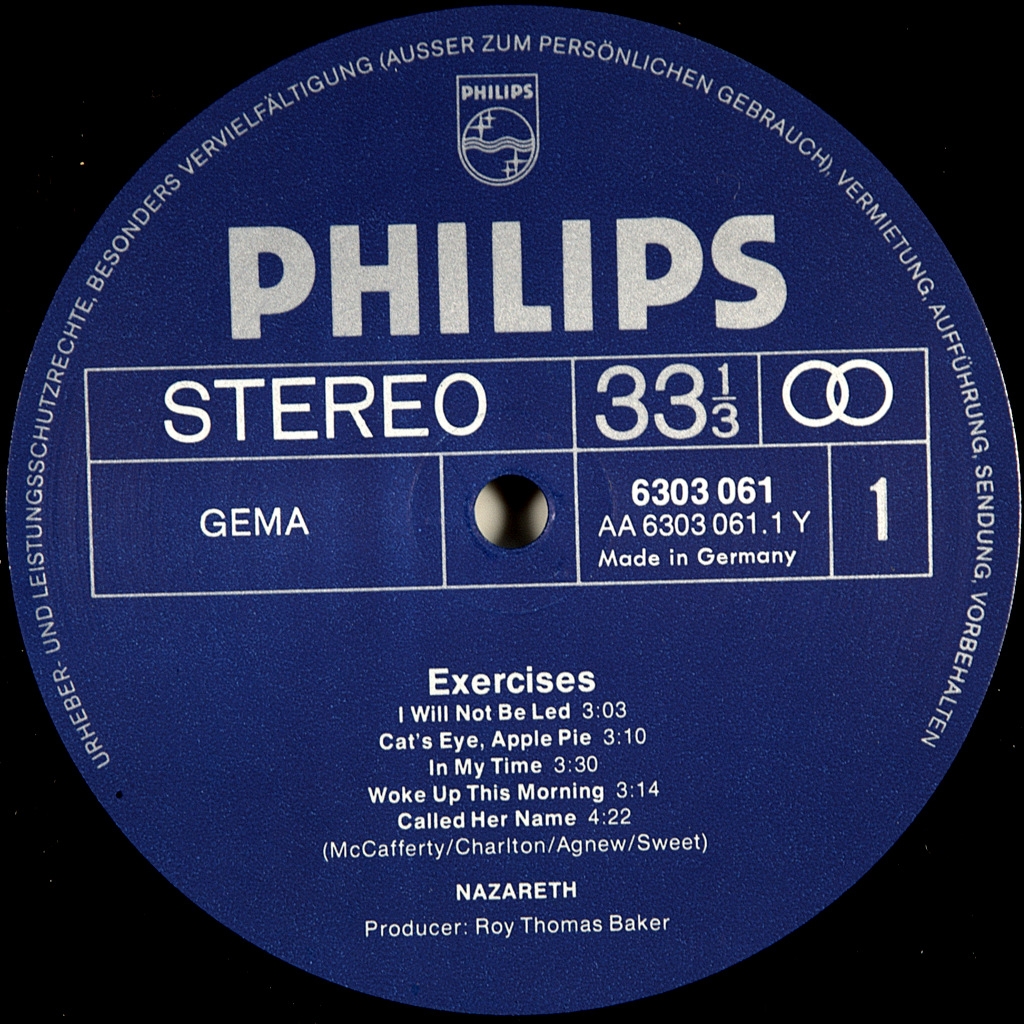 URHEBER- UND LEISTUNGSSCHUTZRECHTE, BESONDERS VERVIELFÄLTIGUNG (AUSSER ZUM PERSÖNLICHEN GEBRAUCH), VERMIETUNG, AUFFÜHRUNG, SENDUNG, VORBEHALTEN
PHILIPS
PHILIPS
STEREO 33 1/3
GEMA
6303 061
AA 6303 061.1 Y
Made in Germany
1
Exercises
I Will Not Be Led 3:03
Cat's Eye, Apple Pie 3:10
In My Time 3:30
Woke Up This Morning 3:14
Called Her Name 4:22
(McCafferty/Charlton/Agnew/Sweet)
NAZARETH
Producer: Roy Thomas Baker